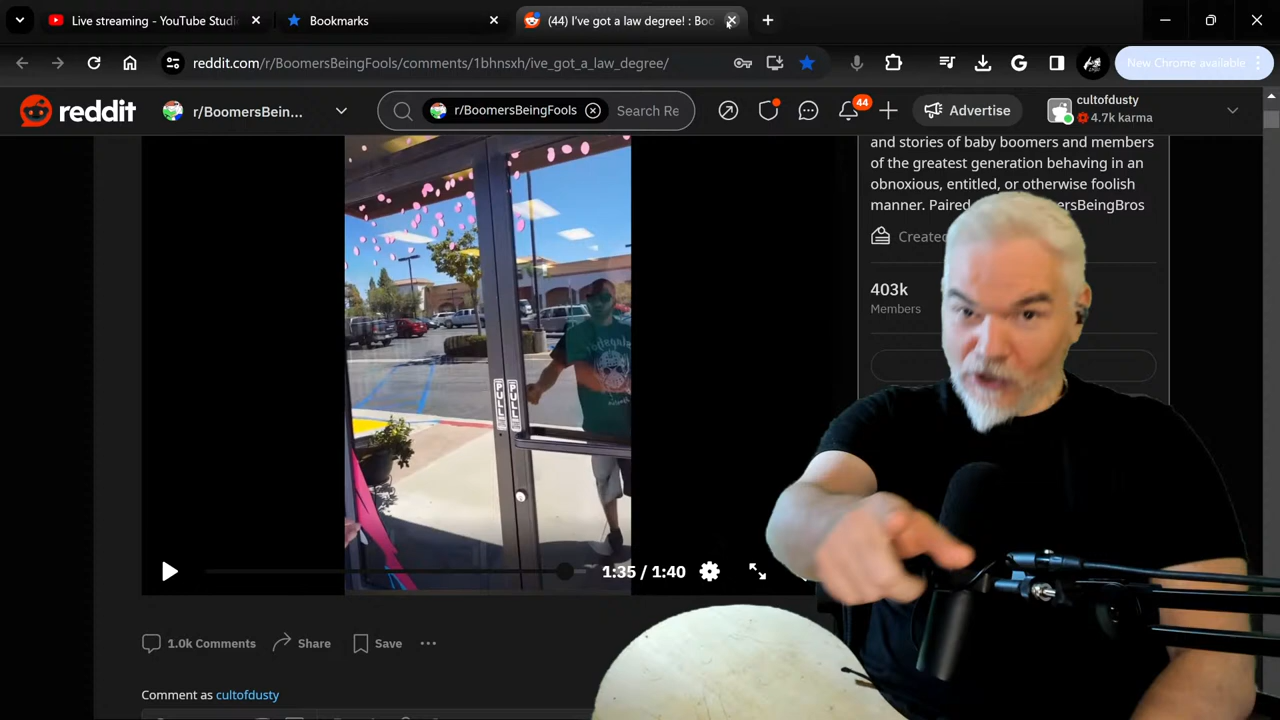 Live streaming - YouTube Studi
Bookmarks
(44) I've got a law degree! : Boo
reddit.com/r/BoomersBeingFools/comments/1bhnsxh/ive_got_a_law_degree/
New Chrome available
reddit
r/BoomersBein...
r/BoomersBeingFools
Search Re
44
Advertise
cultofdusty
4.7k karma
and stories of baby boomers and members
of the greatest generation behaving in an
obnoxious, entitled, or otherwise foolish
manner. Paired ersBeingBros
Created
403k
Members
PULL
PULL
1:35 / 1:40
1.0k Comments
Share
Save
Comment as cultofdusty